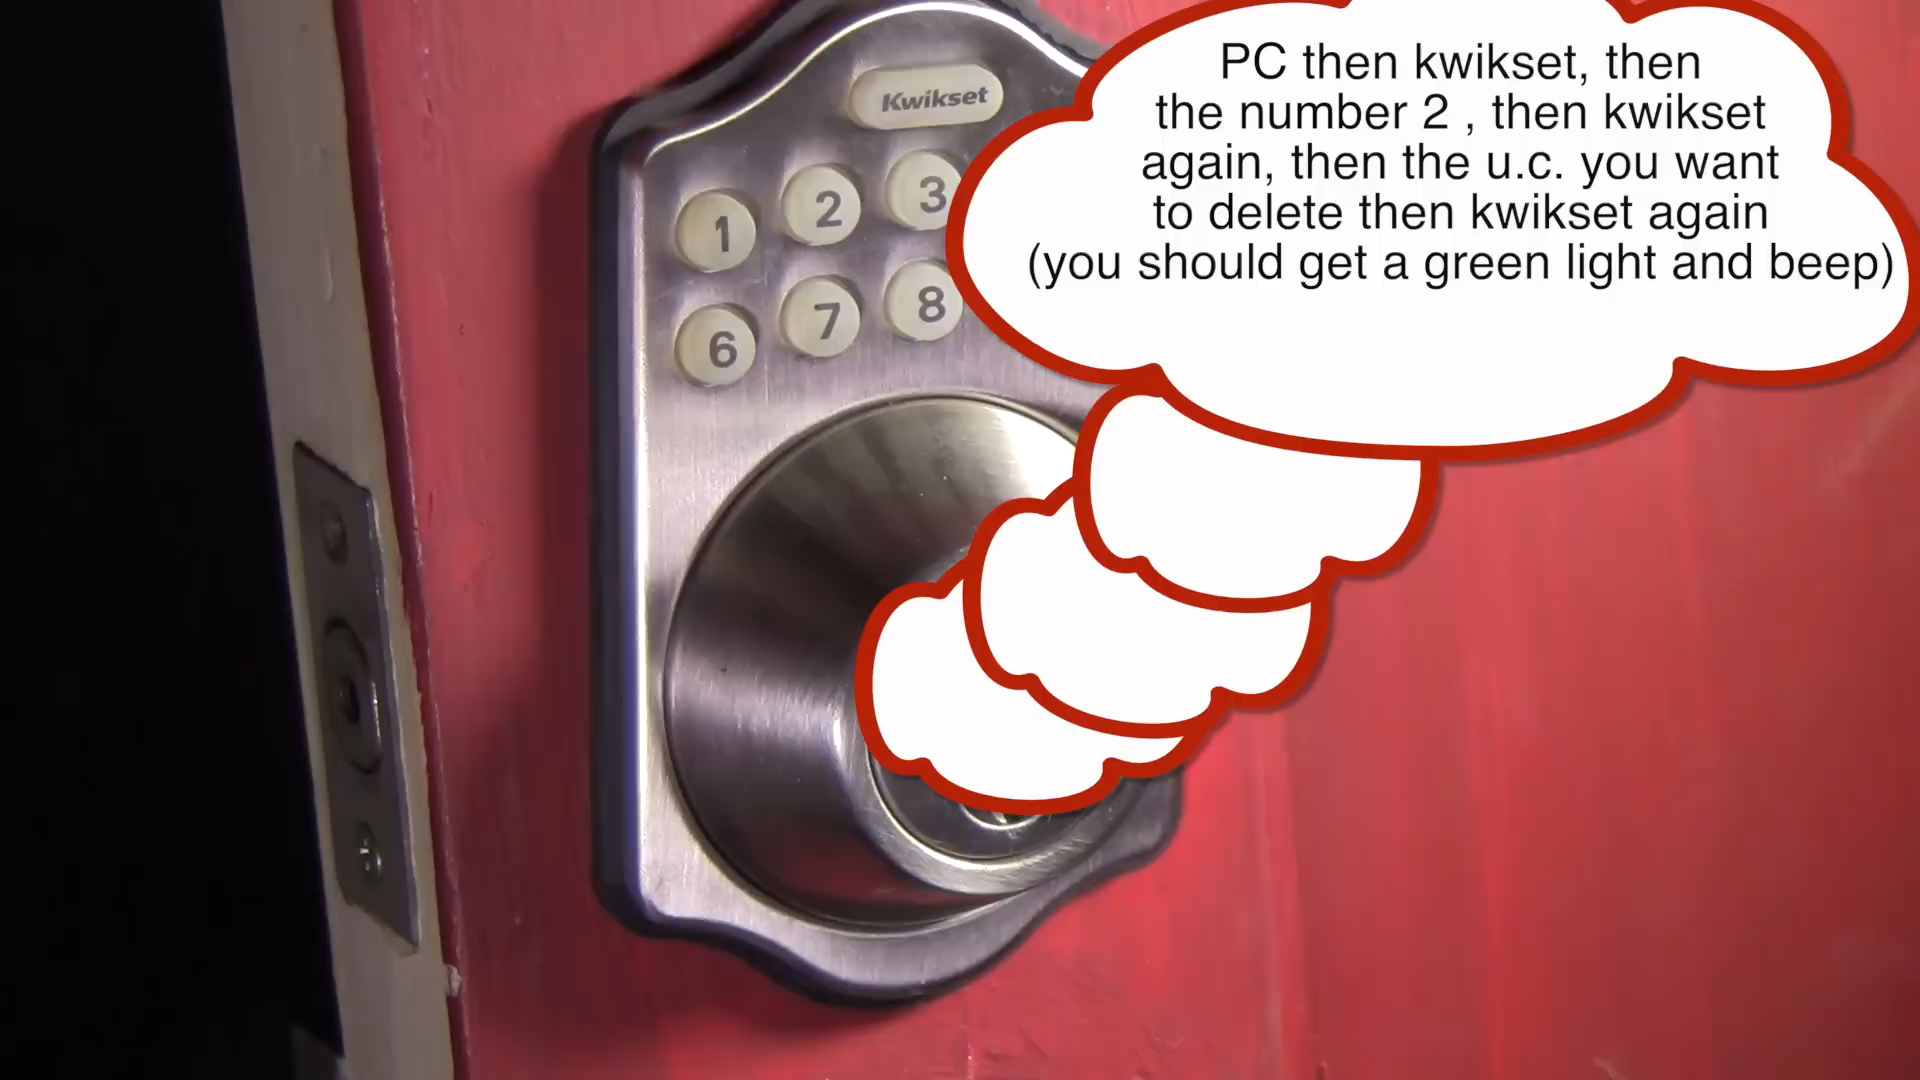 PC then kwikset, then
the number 2 , then kwikset
again, then the u.c. you want
to delete then kwikset again
(you should get a green light and beep)
Kwikset
1 2 3
6 7 8